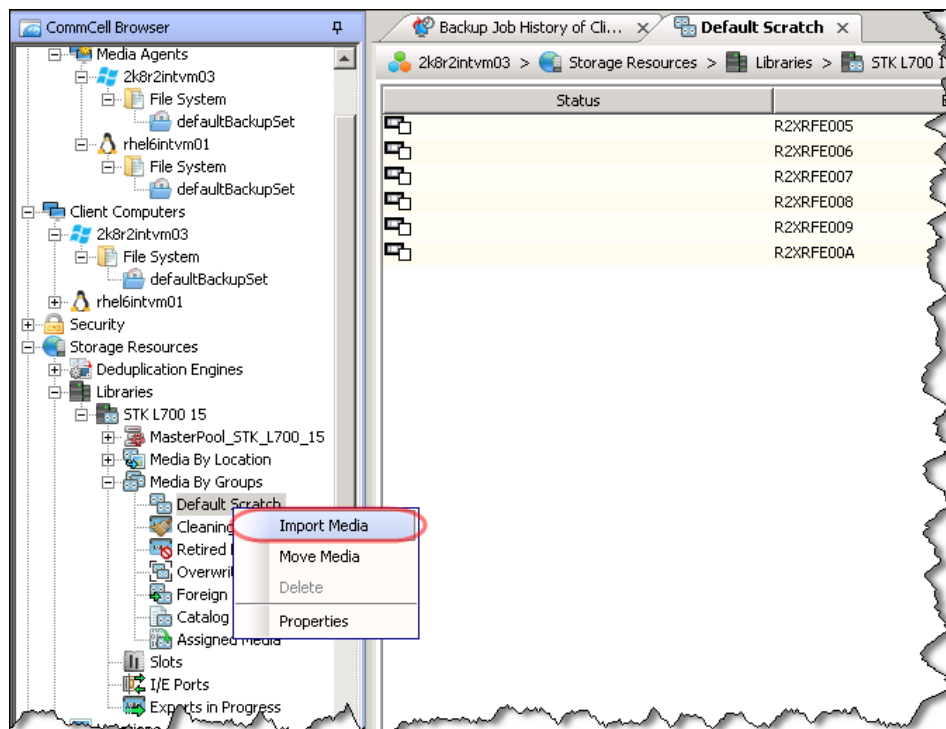 CommCell Browser
Media Agents
2k8r2intvm03
File System
defaultBackupSet
rhel6intvm01
File System
defaultBackupSet
Client Computers
2k8r2intvm03
File System
defaultBackupSet
rhel6intvm01
Security
Storage Resources
Deduplication Engines
Libraries
STK L700 15
MasterPool_STK_L700_15
Media By Location
Media By Groups
Default Scratch
Cleaning
Retired
Overwri
Foreign
Catalog
Assigned Media
Slots
I/E Ports
Exports in Progress
Import Media
Move Media
Delete
Properties
Backup Job History of Cli...
Default Scratch
2k8r2intvm03 > Storage Resources > Libraries > STK L700 1
Status
R2XRFE005
R2XRFE006
R2XRFE007
R2XRFE008
R2XRFE009
R2XRFE00A